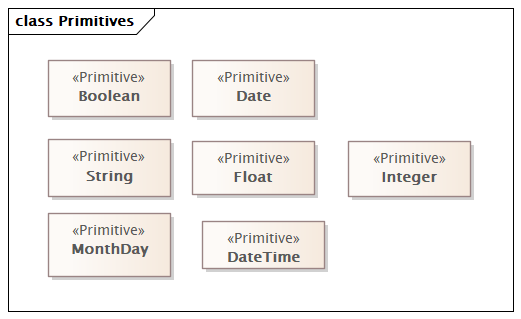 class Primitives
«Primitive»
Boolean
«Primitive»
Date
«Primitive»
String
«Primitive»
Float
«Primitive»
Integer
«Primitive»
MonthDay
«Primitive»
DateTime